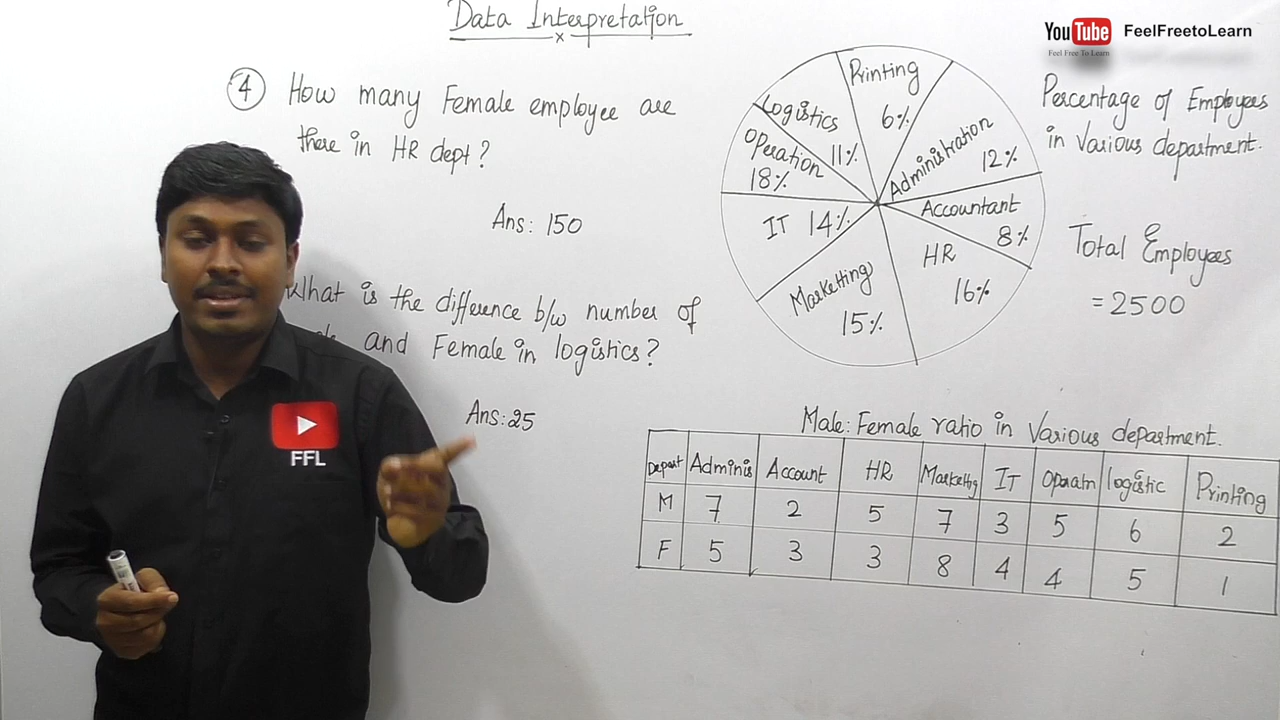 Data Interpretation
x
YouTube FeelFreetoLearn
Feel Free To Learn
4 How many Female employee are
there in HR dept?
Ans: 150
What is the difference b/w number of
and Female in logistics?
Ans: 25
FFL
Printing
6%
Logistics
11%
Administration
12%
Operation
18%
Accountant
8%
IT 14%
HR
16%
Marketting
15%
Percentage of Employees
in Various department.
Total Employees
= 2500
Male: Female ratio in Various department.
Depart Adminis Account HR Marketting IT Operatn logistic Printing
M 7 2 5 7 3 5 6 2
F 5 3 3 8 4 4 5 1